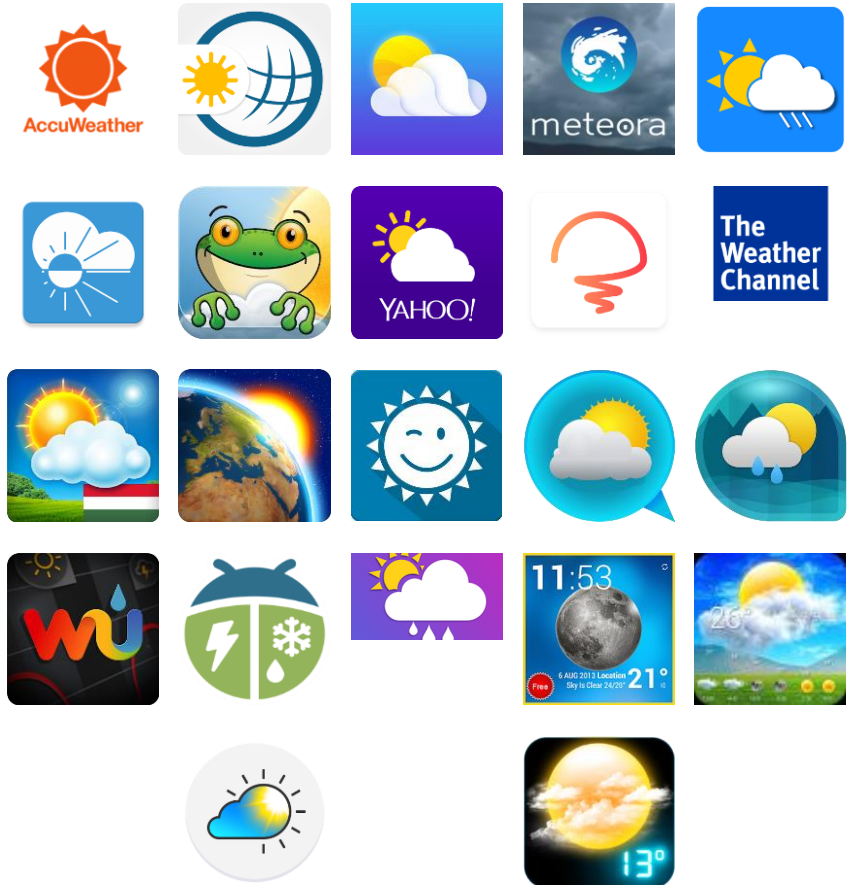 AccuWeather
meteora
YAHOO!
The
Weather
Channel
wu
11:53
6 AUG 2013 Location
Sky Is Clear 24/20°
21°
Free
26°
13°